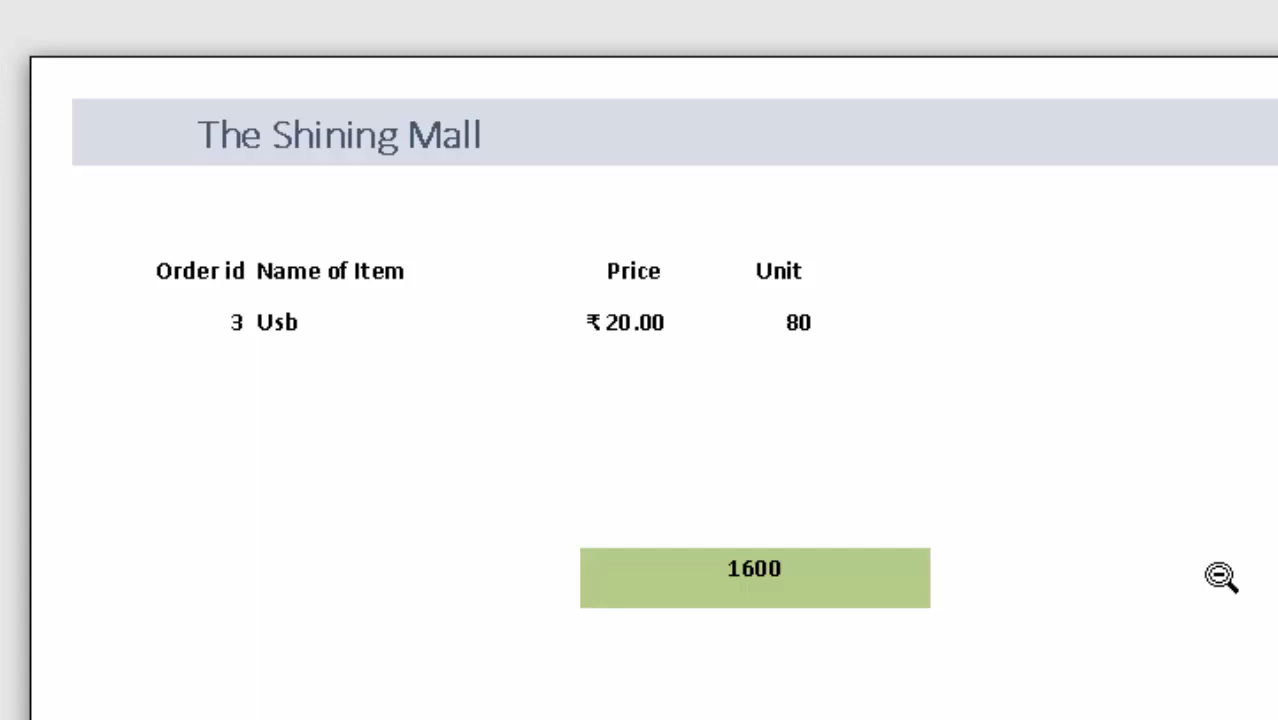 The Shining Mall
Order id Name of Item Price Unit
3 Usb ₹ 20.00 80
1600